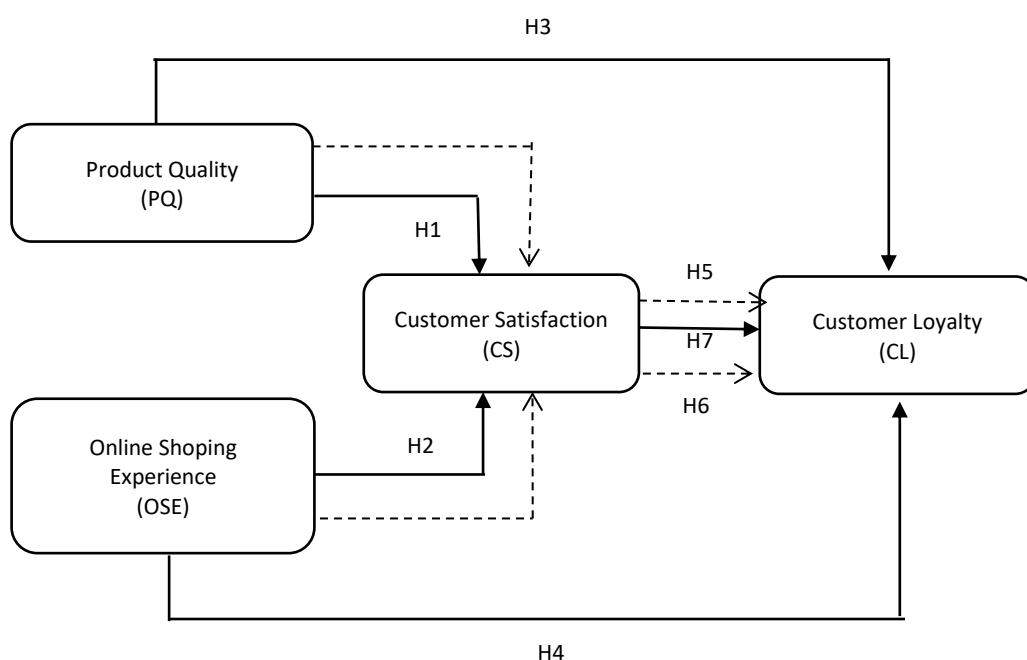 H3
Product Quality
(PQ)
H1
H5
Customer Satisfaction
(CS)
Customer Loyalty
(CL)
H7
H6
Online Shoping
Experience
(OSE)
H2
H4